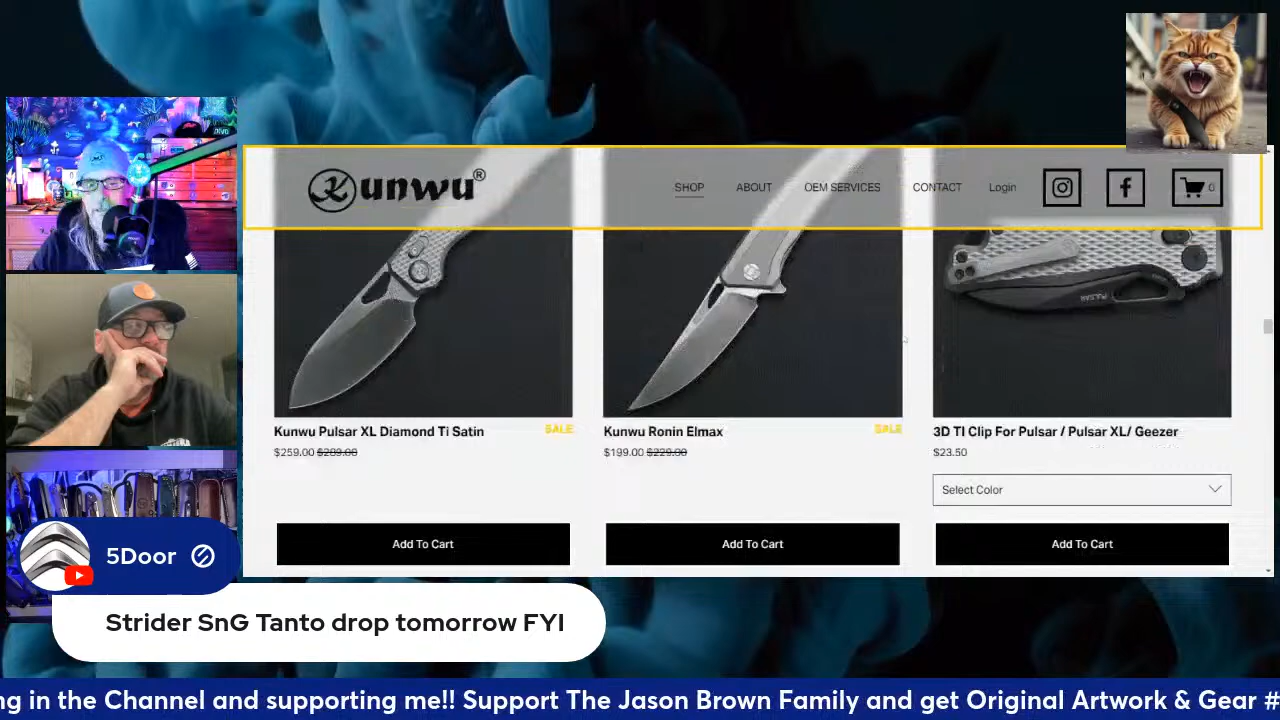 Kunwu®
SHOP ABOUT OEM SERVICES CONTACT Login 0
PULSAR
Kunwu Pulsar XL Diamond Ti Satin SALE
$259.00 $289.00
Kunwu Ronin Elmax SALE
$199.00 $229.00
3D TI Clip For Pulsar / Pulsar XL/ Geezer
$23.50
Select Color
Add To Cart
Add To Cart
Add To Cart
5Door
Strider SnG Tanto drop tomorrow FYI
ng in the Channel and supporting me!! Support The Jason Brown Family and get Original Artwork & Gear #